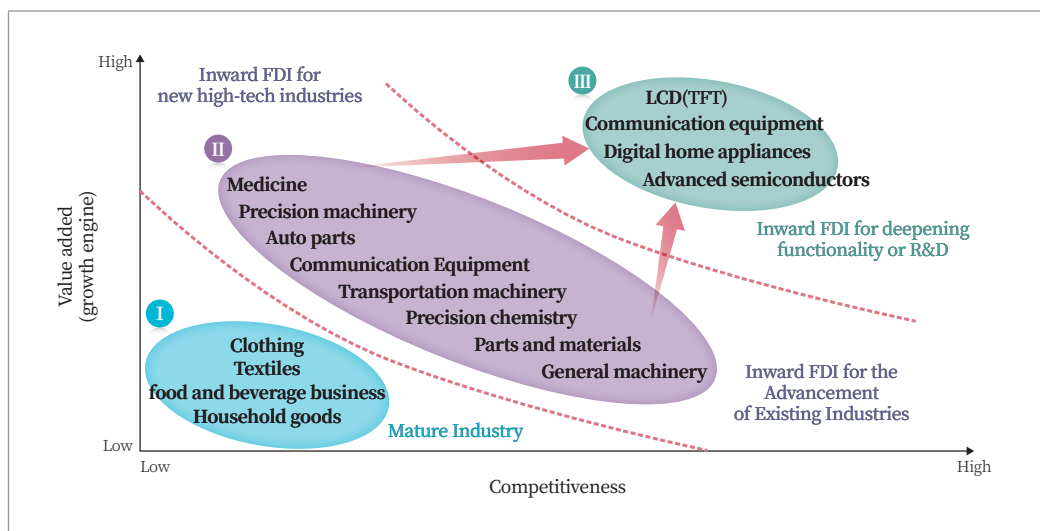 High
Value added
(growth engine)
Low
Inward FDI for
new high-tech industries
III
LCD(TFT)
Communication equipment
Digital home appliances
Advanced semiconductors
Inward FDI for deepening
functionality or R&D
II
Medicine
Precision machinery
Auto parts
Communication Equipment
Transportation machinery
Precision chemistry
Parts and materials
General machinery
Inward FDI for the
Advancement
of Existing Industries
I
Clothing
Textiles
food and beverage business
Household goods
Mature Industry
Low
High
Competitiveness